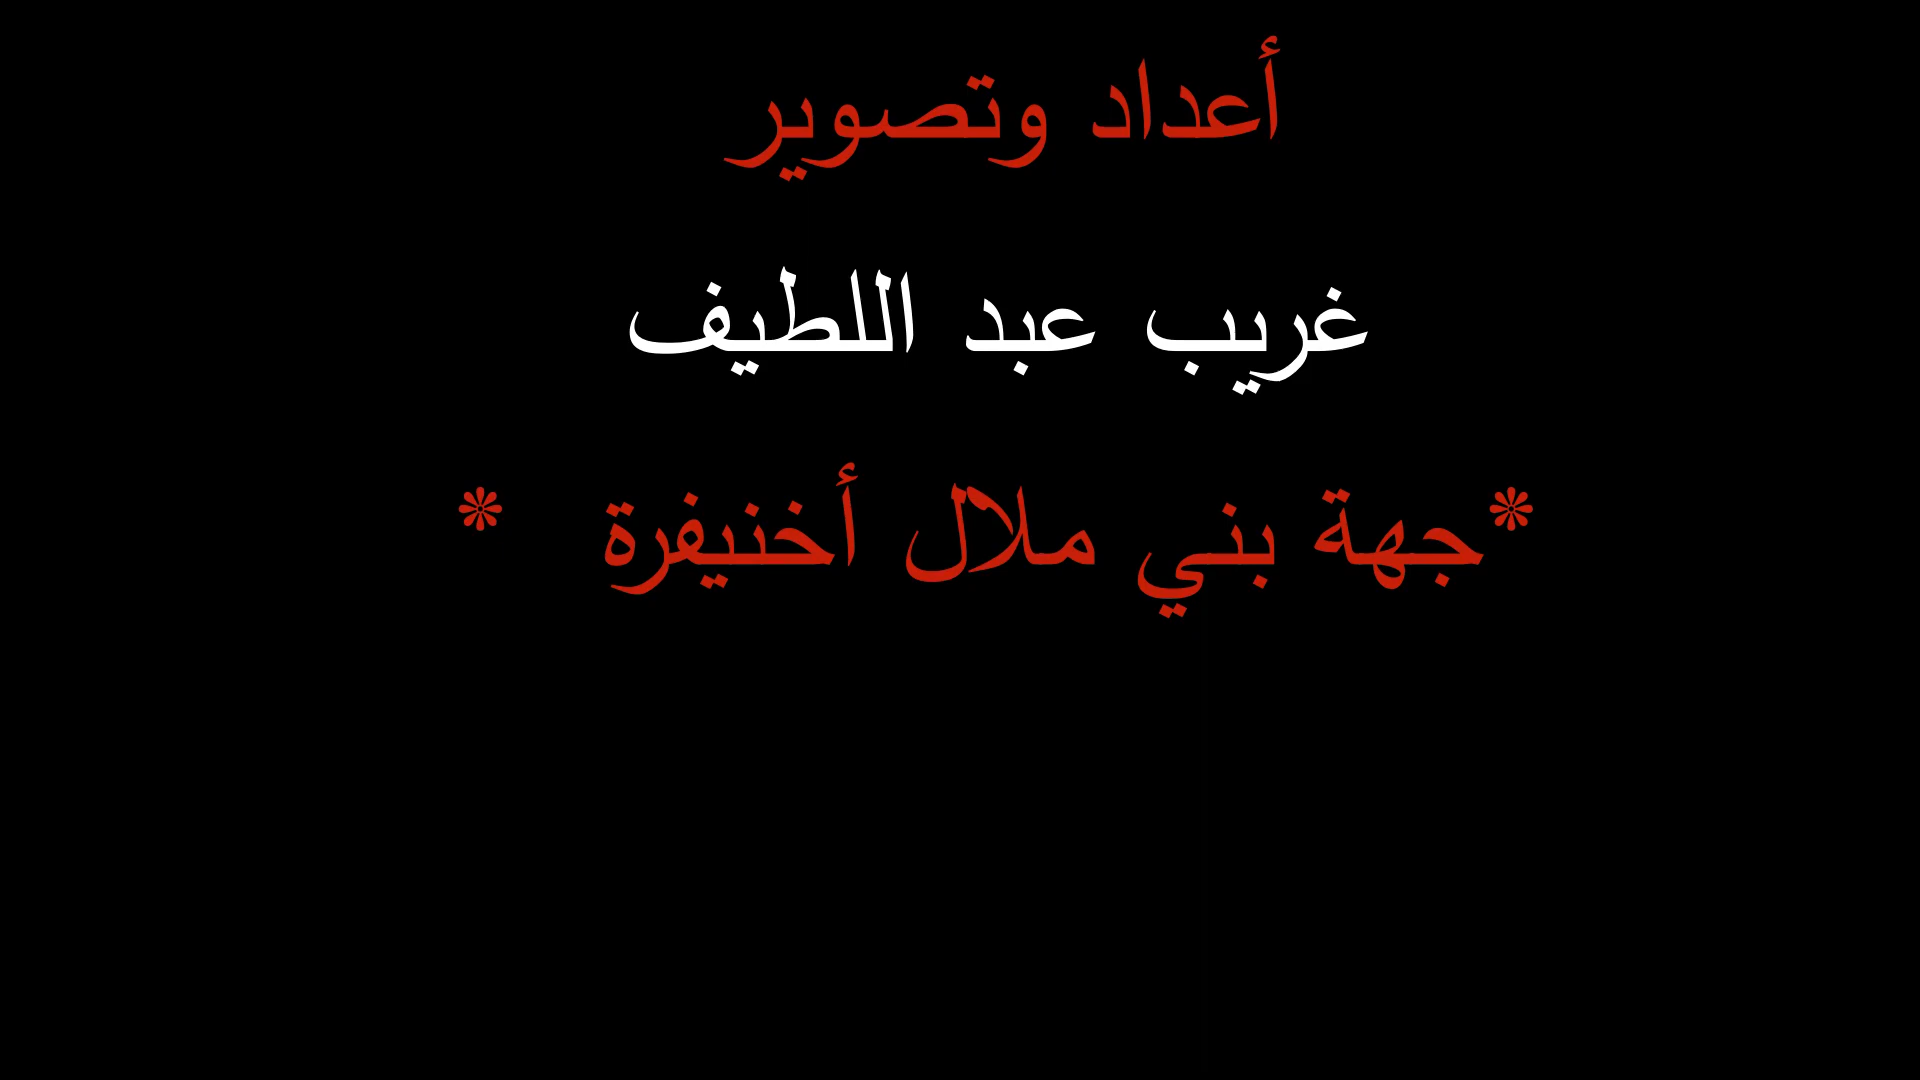 أعداد وتصوير
غريب عبد اللطيف
*جهة بني ملال أخنيفرة *